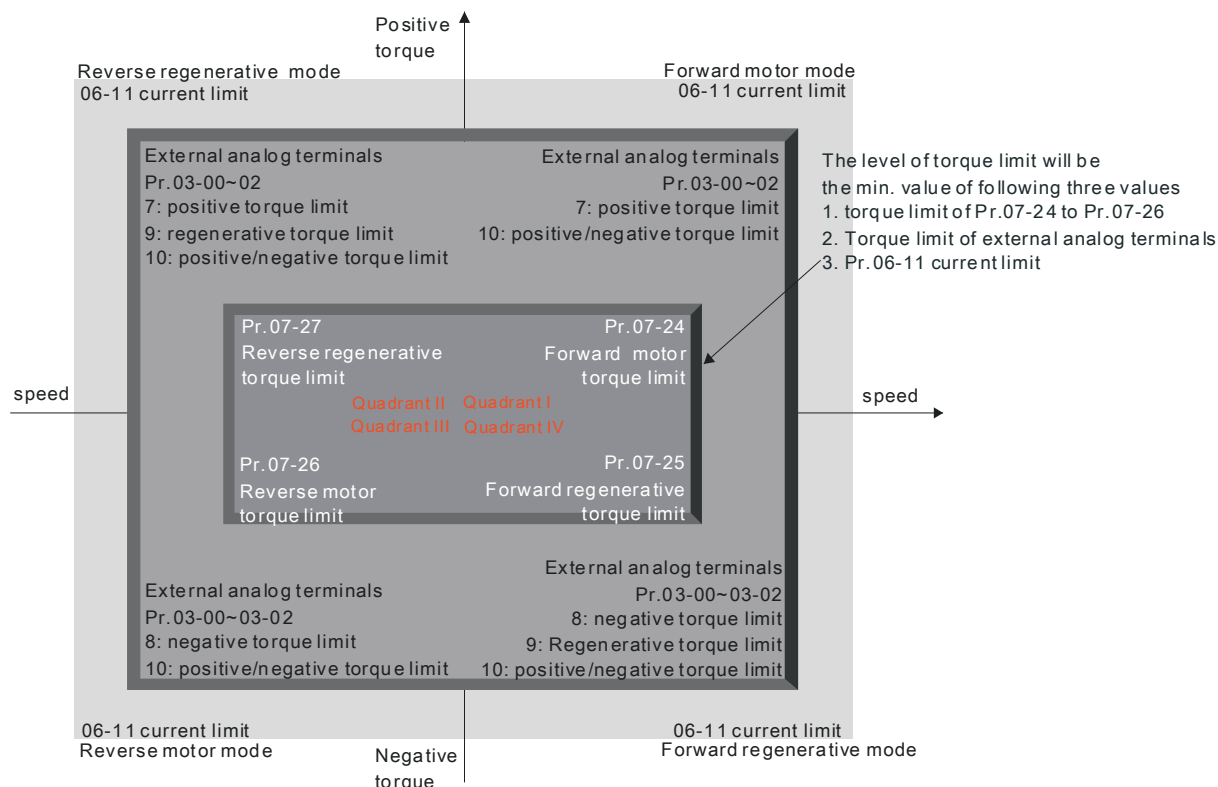 Positive
torque
Reverse regenerative mode
06-11 current limit
Forward motor mode
06-11 current limit
External analog terminals
Pr.03-00~02
7: positive torque limit
9: regenerative torque limit
10: positive/negative torque limit
External analog terminals
Pr.03-00~02
7: positive torque limit
10: positive/negative torque limit
The level of torque limit will be
the min. value of following three values
1. torque limit of Pr.07-24 to Pr.07-26
2. Torque limit of external analog terminals
3. Pr.06-11 current limit
Pr.07-27
Reverse regenerative
torque limit
Pr.07-24
Forward motor
torque limit
speed
Quadrant II
Quadrant I
Quadrant III
Quadrant IV
speed
Pr.07-26
Reverse motor
torque limit
Pr.07-25
Forward regenerative
torque limit
External analog terminals
Pr.03-00~03-02
8: negative torque limit
10: positive/negative torque limit
External analog terminals
Pr.03-00~03-02
8: negative torque limit
9: Regenerative torque limit
10: positive/negative torque limit
06-11 current limit
Reverse motor mode
06-11 current limit
Forward regenerative mode
Negative
torque